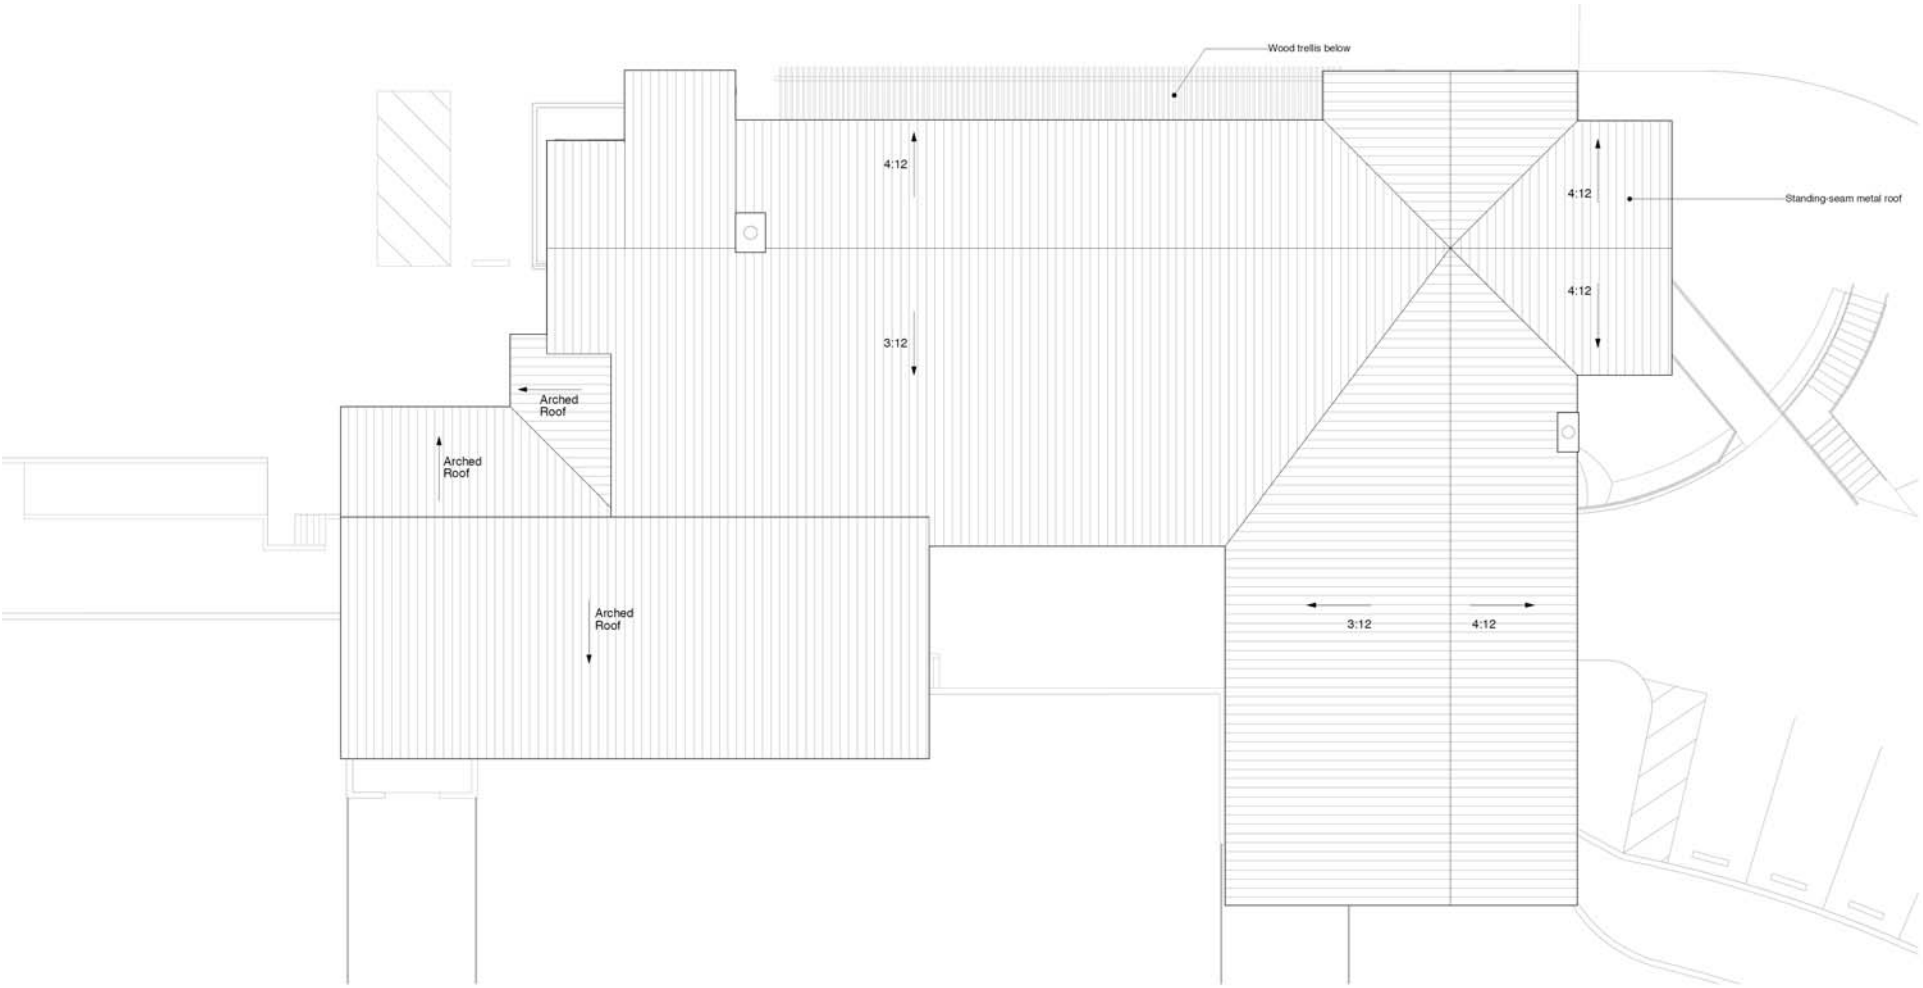 Wood trellis below
4:12
4:12
Standing-seam metal roof
4:12
3:12
Arched
Roof
Arched
Roof
Arched
Roof
3:12
4:12